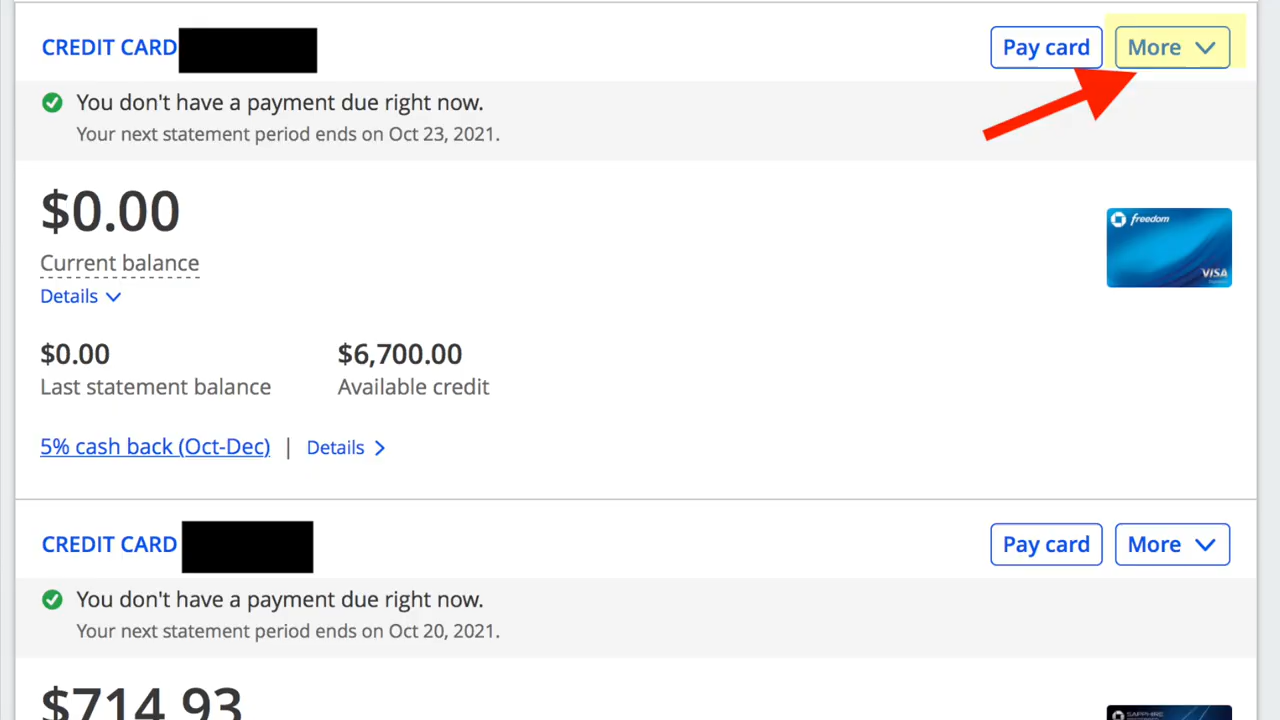 CREDIT CARD
Pay card
More
You don't have a payment due right now.
Your next statement period ends on Oct 23, 2021.
$0.00
Current balance
Details
freedom
VISA
$0.00
Last statement balance
$6,700.00
Available credit
5% cash back (Oct-Dec) | Details
CREDIT CARD
Pay card
More
You don't have a payment due right now.
Your next statement period ends on Oct 20, 2021.
$714.93
SAPPHIRE